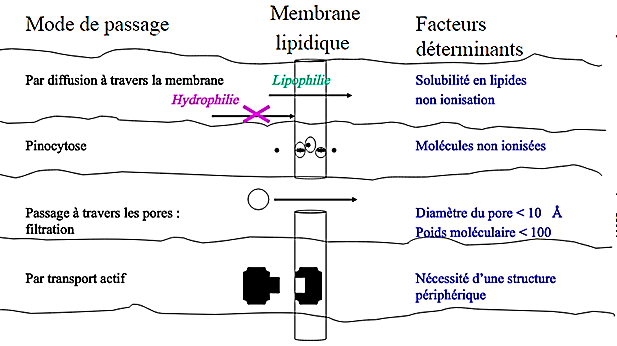 Mode de passage
Membrane
lipidique
Facteurs
déterminants
Par diffusion à travers la membrane
Lipophilie
Solubilité en lipides
Hydrophilie
non ionisation
Pinocytose
Molécules non ionisées
Passage à travers les pores :
filtration
Diamètre du pore < 10 Å
Poids moléculaire < 100
Par transport actif
Nécessité d'une structure
périphérique